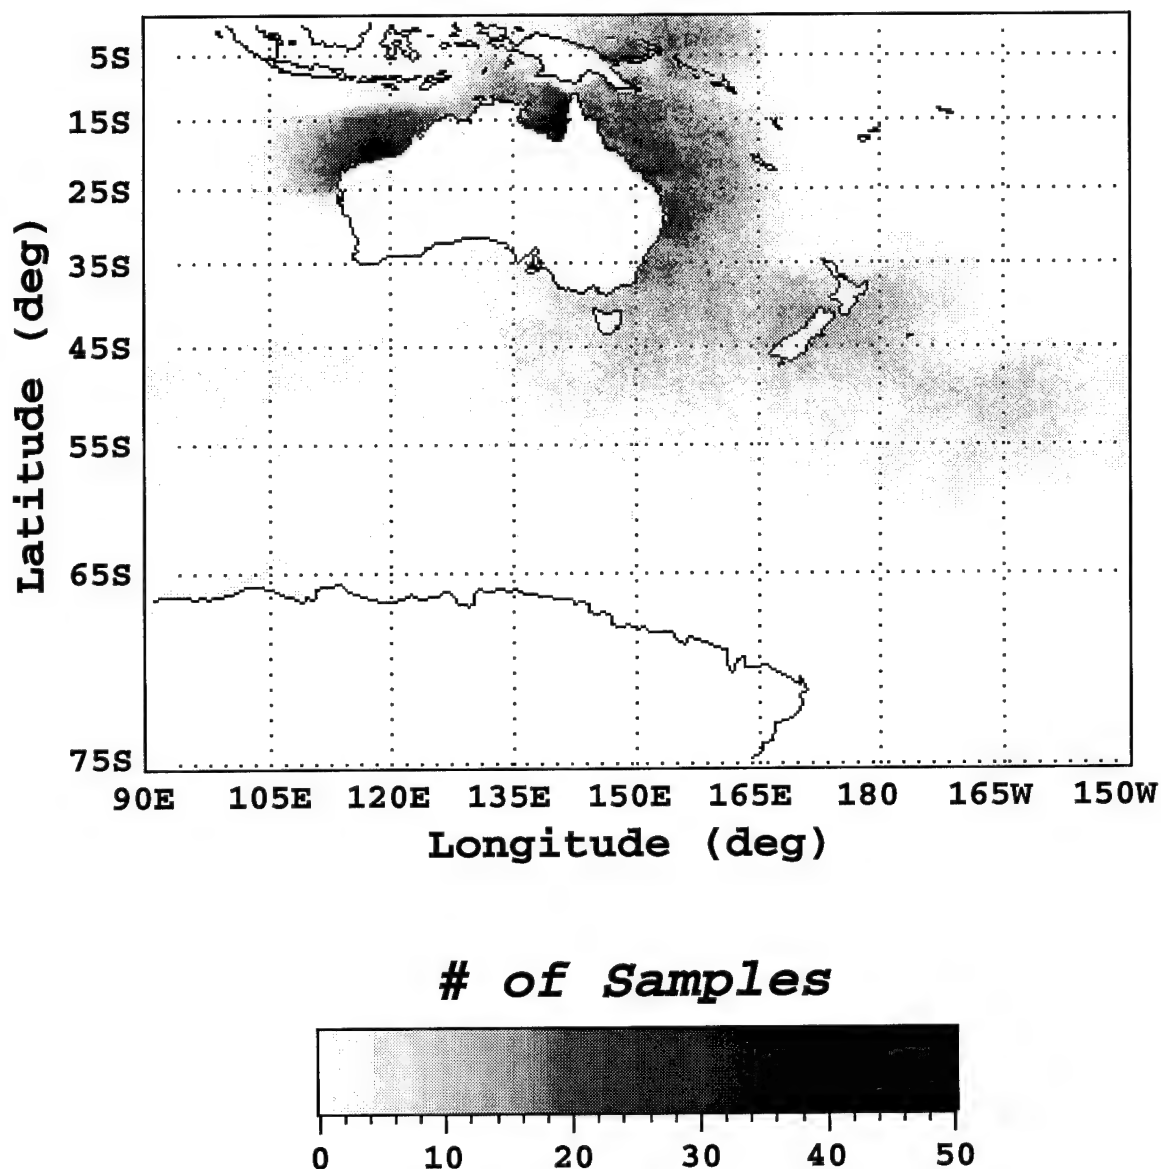 5S
15S
25S
35S
45S
55S
65S
75S
Latitude (deg)
90E 105E 120E 135E 150E 165E 180 165W 150W
Longitude (deg)
# of Samples
0 10 20 30 40 50